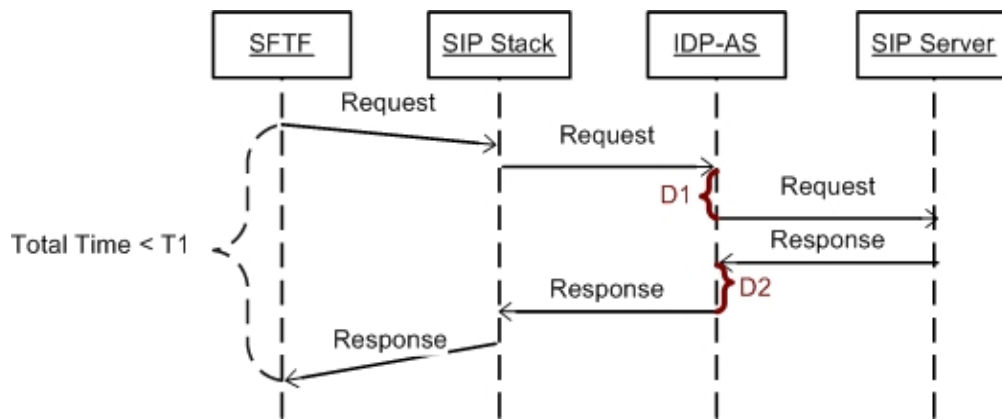 SFTF
SIP Stack
IDP-AS
SIP Server
Request
Request
D1
Request
Total Time < T1
Response
Response
D2
Response